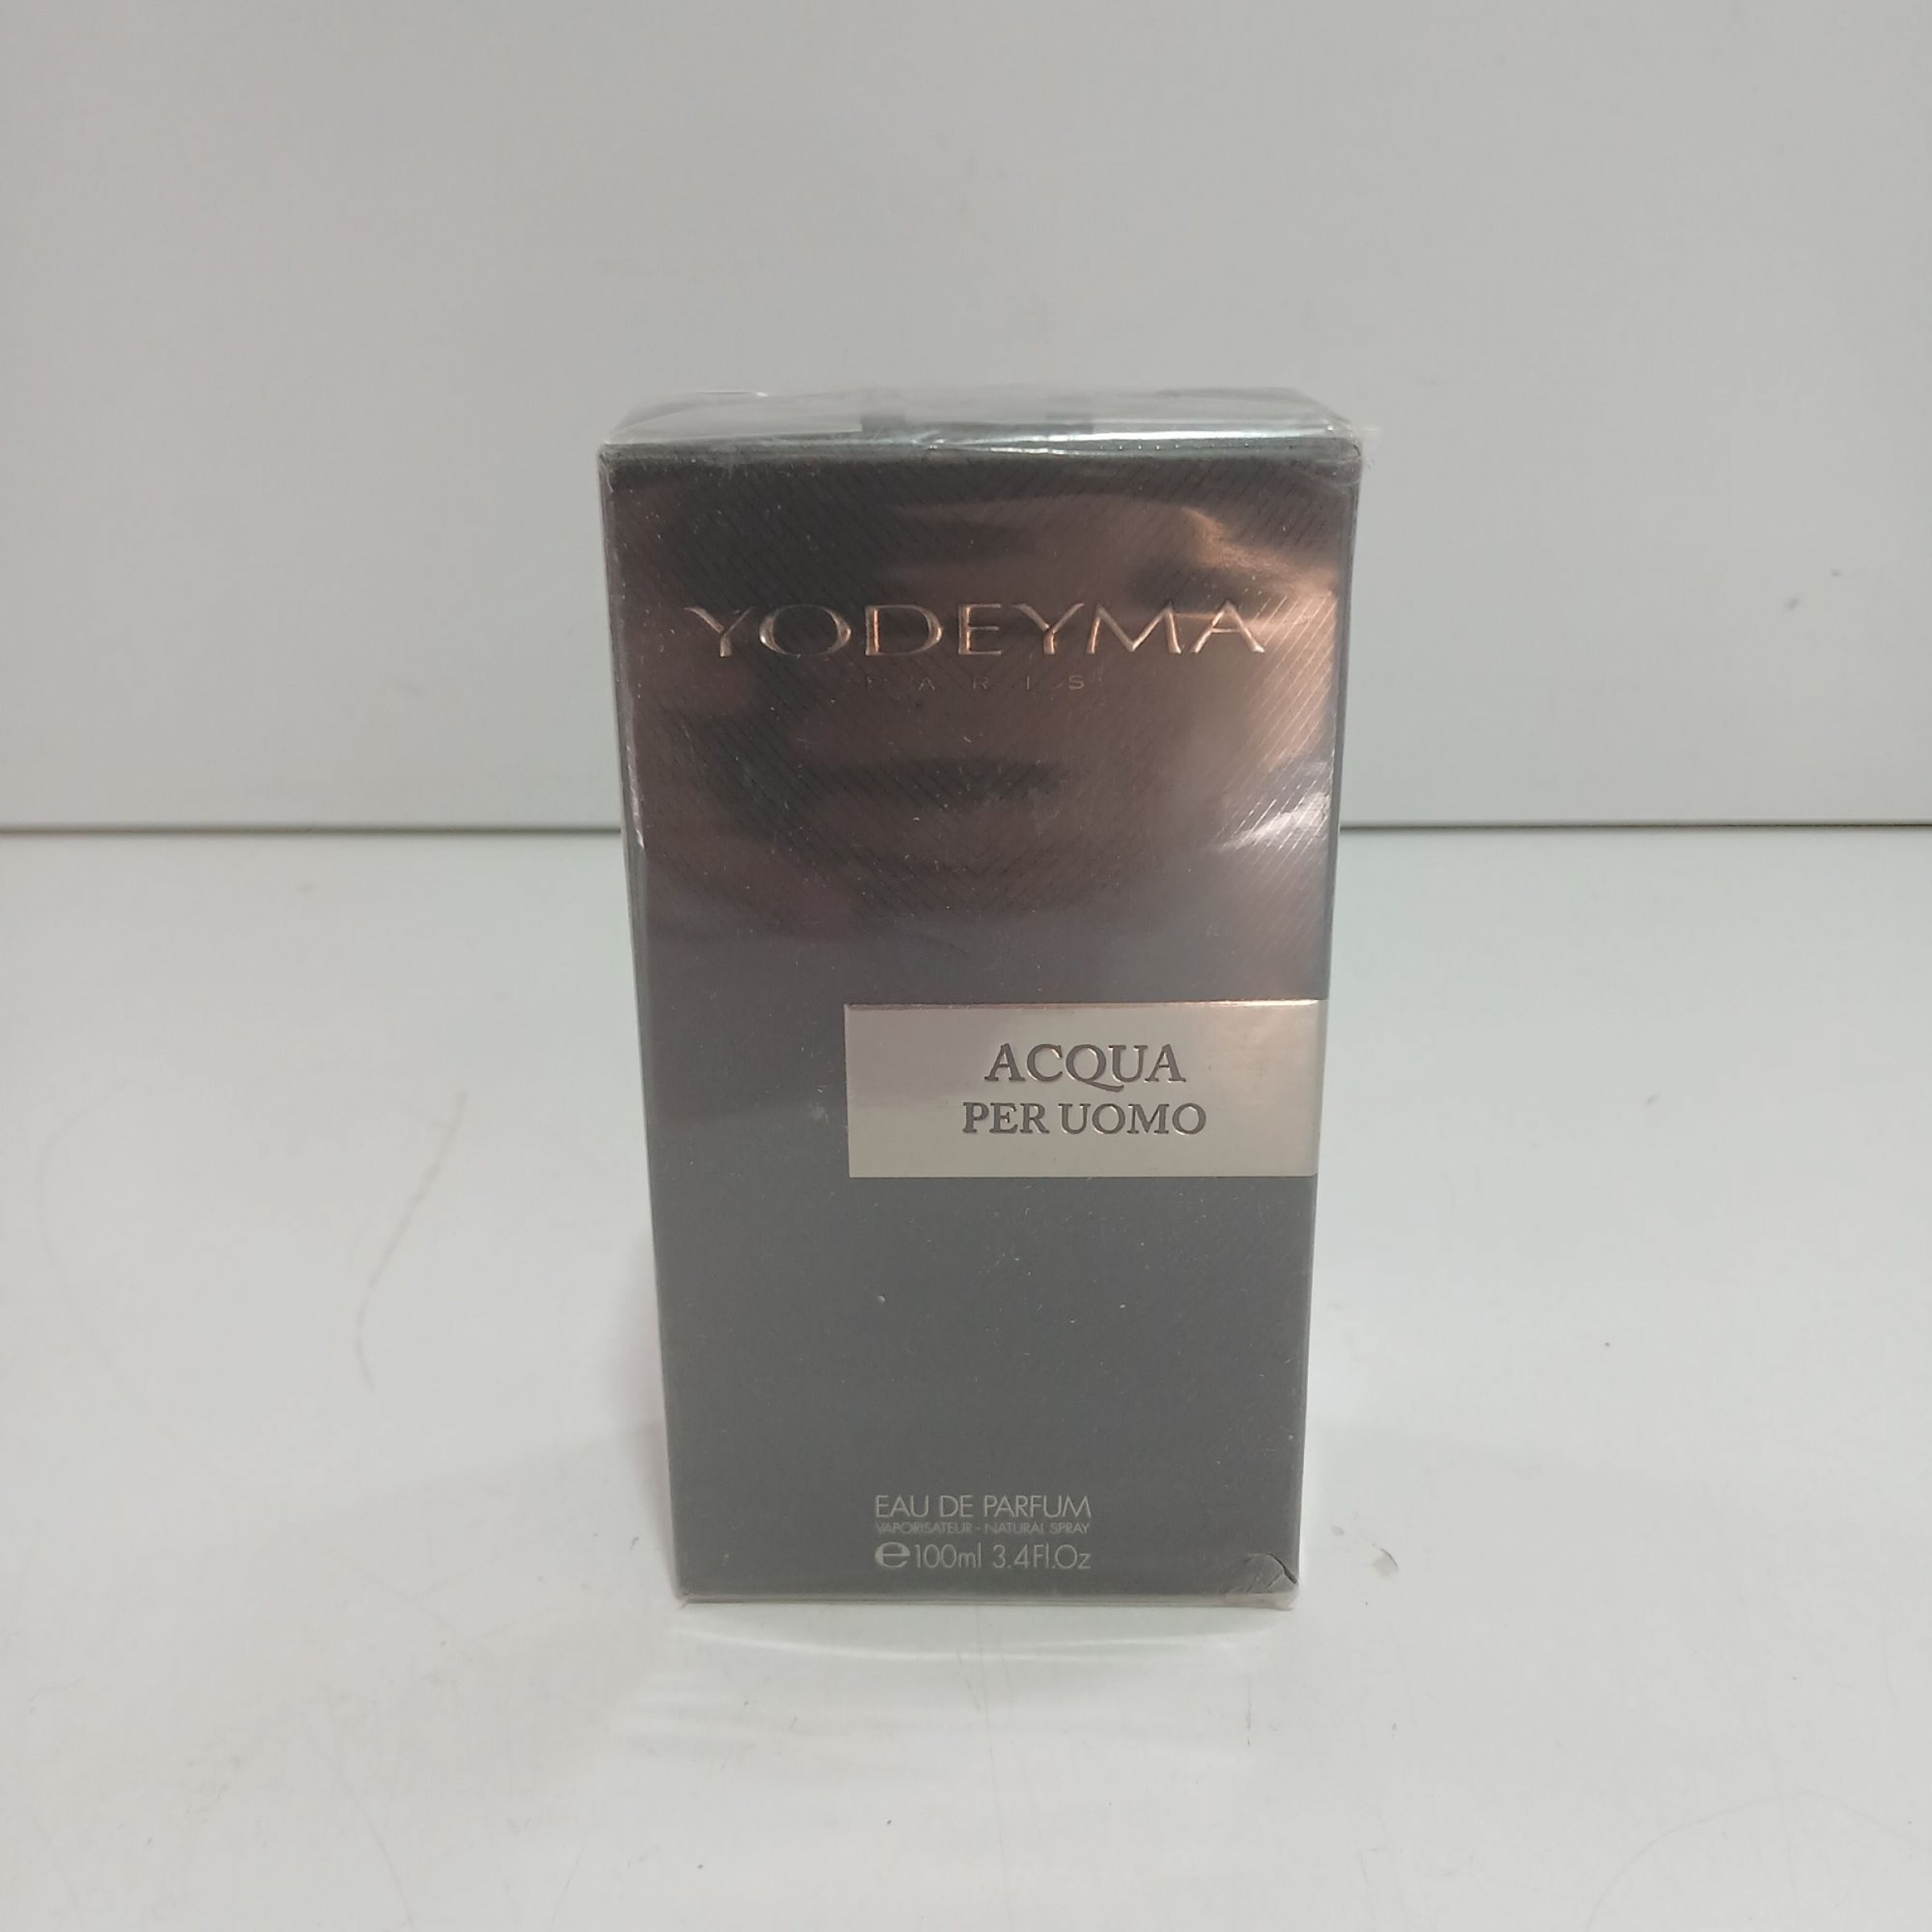 YODEYMA
PARIS
ACQUA
PER UOMO
EAU DE PARFUM
VAPORISATEUR - NATURAL SPRAY
℮100ml 3.4Fl.Oz